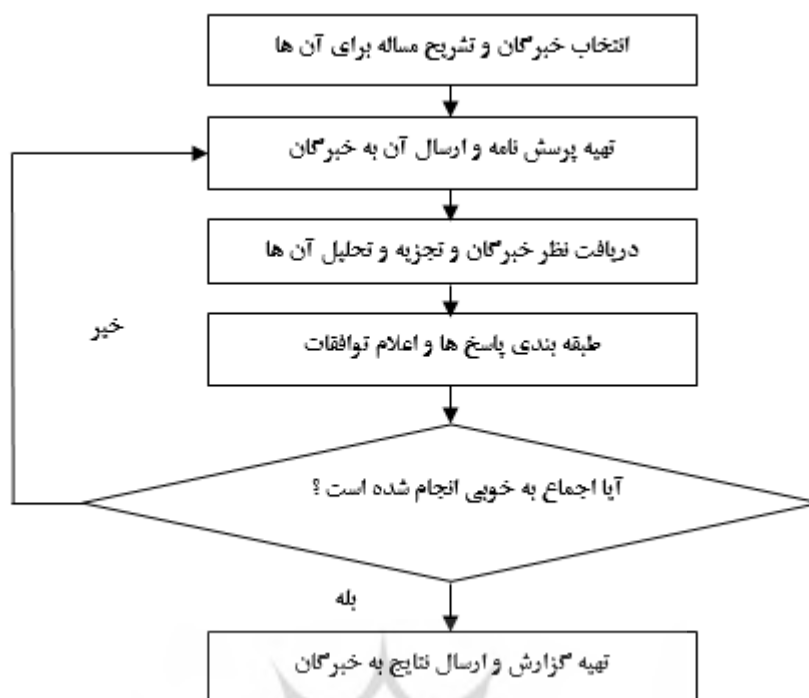 انتخاب خبرگان و تشریح مساله برای آن ها
تهیه پرسش نامه و ارسال آن به خبرگان
دریافت نظر خبرگان و تجزیه و تحلیل آن ها
طبقه بندی پاسخ ها و اعلام توافقات
خیر
آیا اجماع به خوبی انجام شده است ؟
بله
تهیه گزارش و ارسال نتایج به خبرگان